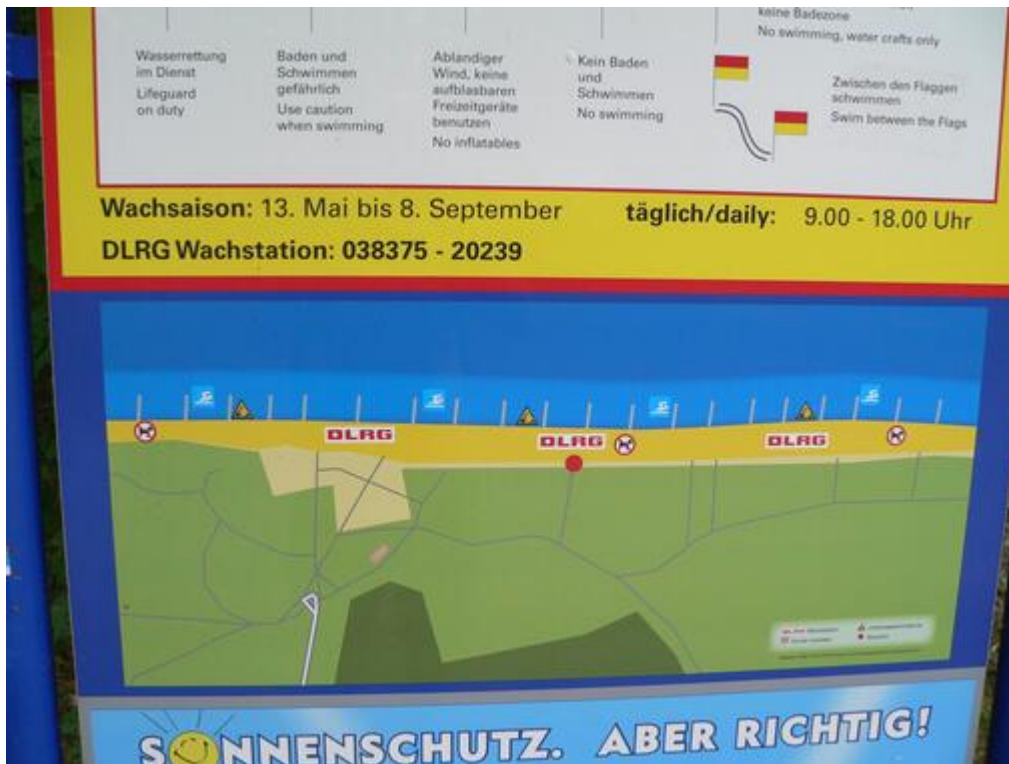 keine Badezone
No swimming, water crafts only
Wasserrettung
im Dienst
Lifeguard
on duty
Baden und
Schwimmen
gefährlich
Use caution
when swimming
Ablandiger
Wind, keine
aufblasbaren
Freizeitgeräte
benutzen
No inflatables
Kein Baden
und
Schwimmen
No swimming
Zwischen den Flaggen
schwimmen
Swim between the Flags
Wachsaison: 13. Mai bis 8. September täglich/daily: 9.00 - 18.00 Uhr
DLRG Wachstation: 038375 - 20239
DLRG
DLRG
DLRG
SONNENSCHUTZ. ABER RICHTIG!